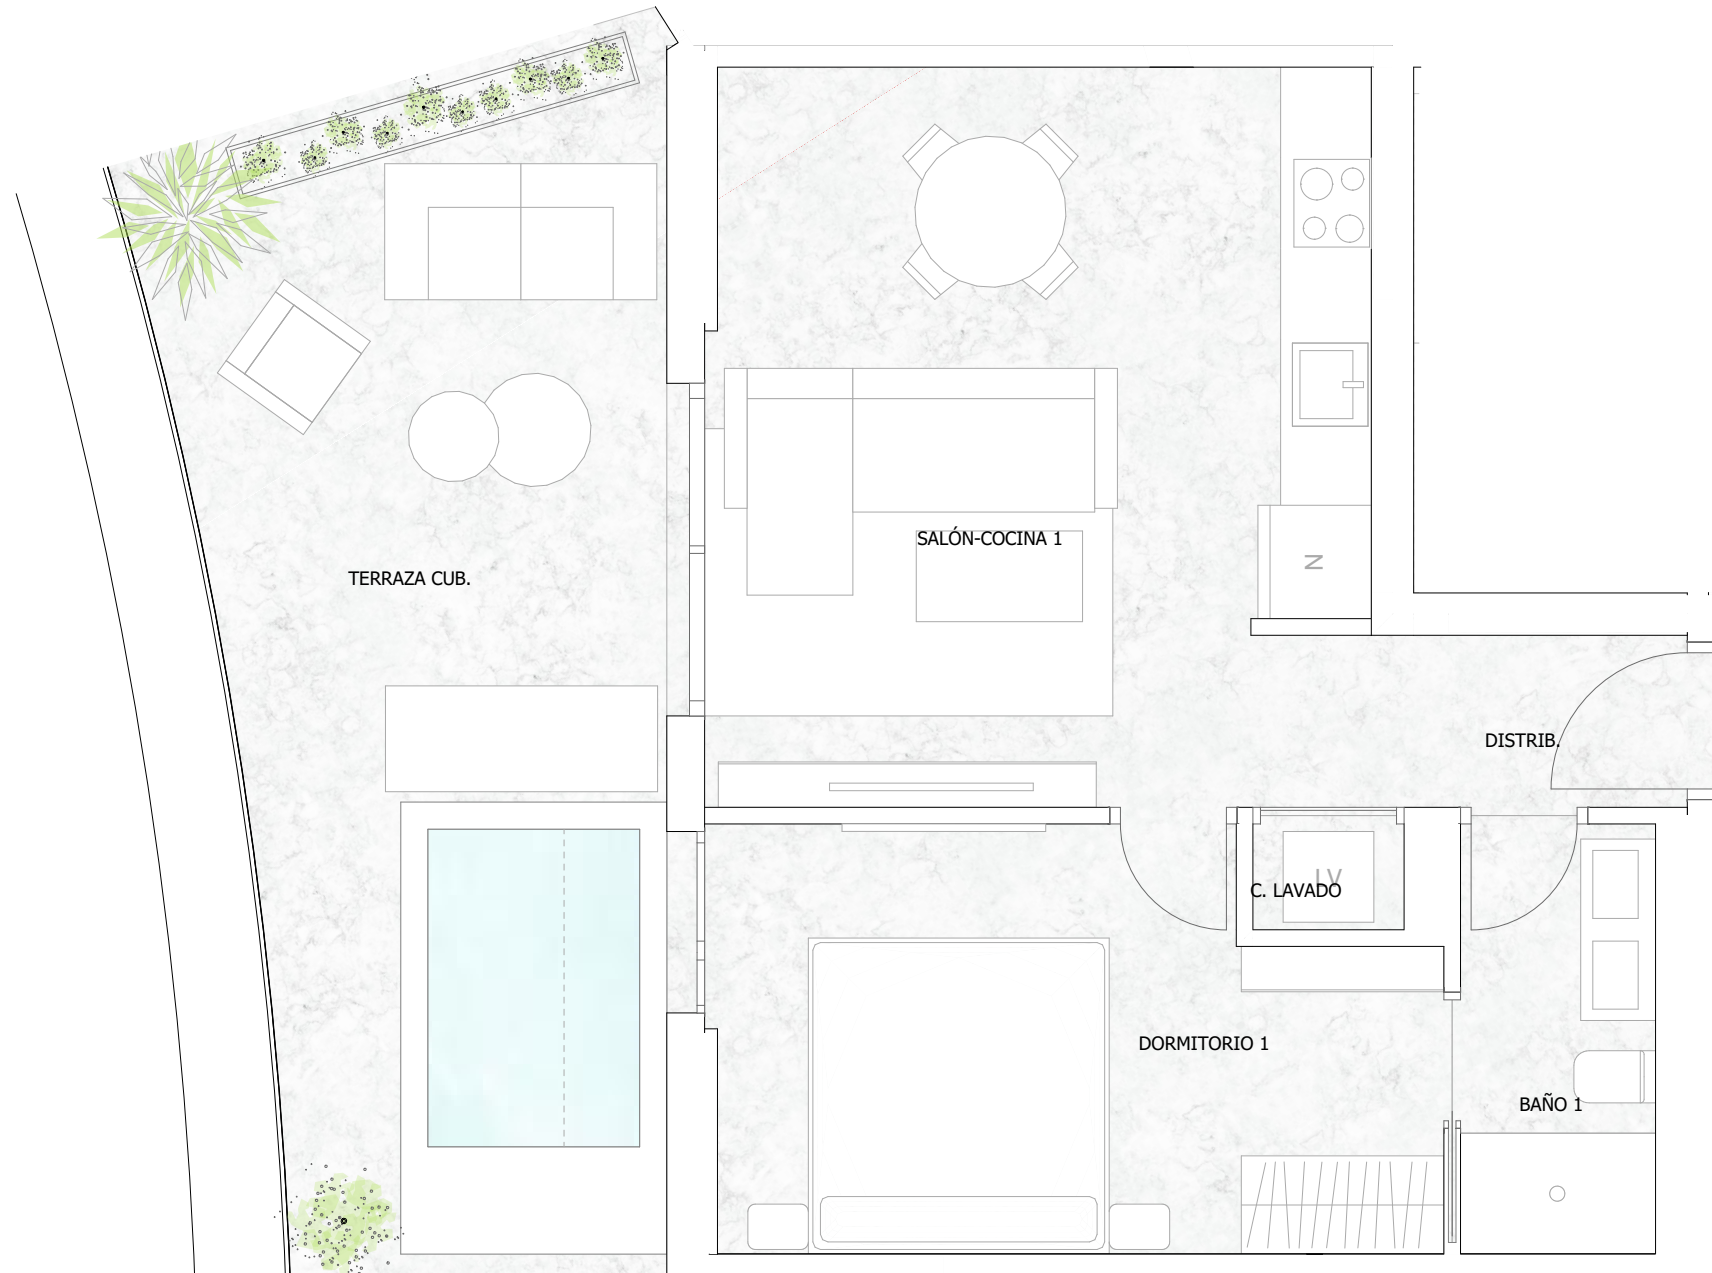 SALÓN-COCINA 1
N
TERRAZA CUB.
DISTRIB.
LV
C. LAVADO
DORMITORIO 1
BAÑO 1